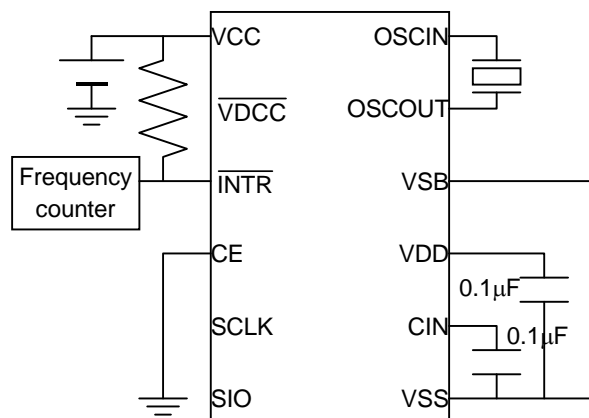 VCC
OSCIN
VDCC
OSCOUT
Frequency
counter
INTR
VSB
CE
VDD
0.1μF
SCLK
CIN
0.1μF
SIO
VSS